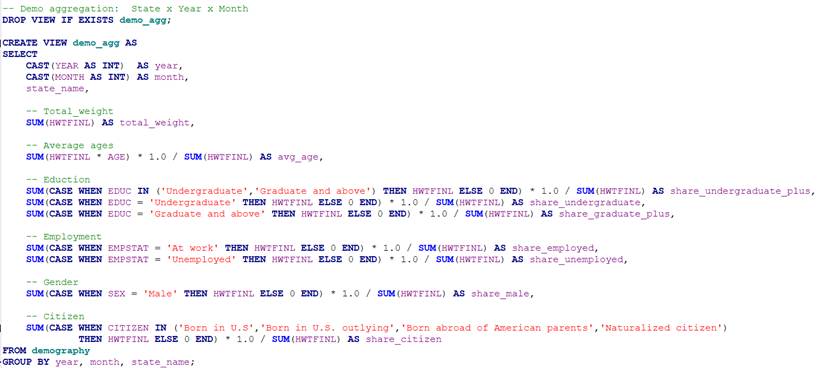 -- Demo aggregation:  State x Year x Month
DROP VIEW IF EXISTS demo_agg;
CREATE VIEW demo_agg AS
SELECT
    CAST(YEAR AS INT)  AS year,
    CAST(MONTH AS INT) AS month,
    state_name,
    -- Total_weight
    SUM(HWTFINL) AS total_weight,
    -- Average ages
    SUM(HWTFINL * AGE) * 1.0 / SUM(HWTFINL) AS avg_age,
    -- Eduction
    SUM(CASE WHEN EDUC IN ('Undergraduate','Graduate and above') THEN HWTFINL ELSE 0 END) * 1.0 / SUM(HWTFINL) AS share_undergraduate_plus,
    SUM(CASE WHEN EDUC = 'Undergraduate' THEN HWTFINL ELSE 0 END) * 1.0 / SUM(HWTFINL) AS share_undergraduate,
    SUM(CASE WHEN EDUC = 'Graduate and above' THEN HWTFINL ELSE 0 END) * 1.0 / SUM(HWTFINL) AS share_graduate_plus,
    -- Employment
    SUM(CASE WHEN EMPSTAT = 'At work' THEN HWTFINL ELSE 0 END) * 1.0 / SUM(HWTFINL) AS share_employed,
    SUM(CASE WHEN EMPSTAT = 'Unemployed' THEN HWTFINL ELSE 0 END) * 1.0 / SUM(HWTFINL) AS share_unemployed,
    -- Gender
    SUM(CASE WHEN SEX = 'Male' THEN HWTFINL ELSE 0 END) * 1.0 / SUM(HWTFINL) AS share_male,
    -- Citizen
    SUM(CASE WHEN CITIZEN IN ('Born in U.S','Born in U.S. outlying','Born abroad of American parents','Naturalized citizen')
             THEN HWTFINL ELSE 0 END) * 1.0 / SUM(HWTFINL) AS share_citizen
FROM demography
GROUP BY year, month, state_name;